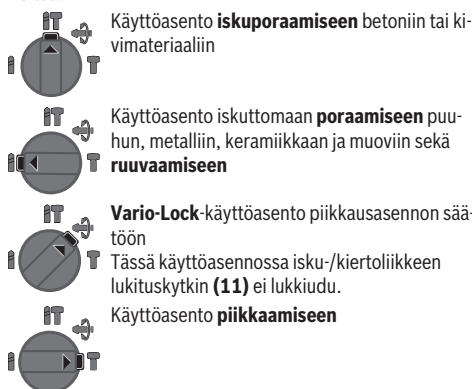 Käyttöasento iskuporaamiseen betoniin tai ki-
vimateriaaliin
Käyttöasento iskuttomaan poraamiseen puu-
hun, metalliin, keramiikkaan ja muoviin sekä
ruuvaamiseen
Vario-Lock-käyttöasento piikkausasennon sää-
töön
Tässä käyttöasennossa isku-/kiertoliikkeen
lukituskytkin (11) ei lukkiudu.
Käyttöasento piikkaamiseen